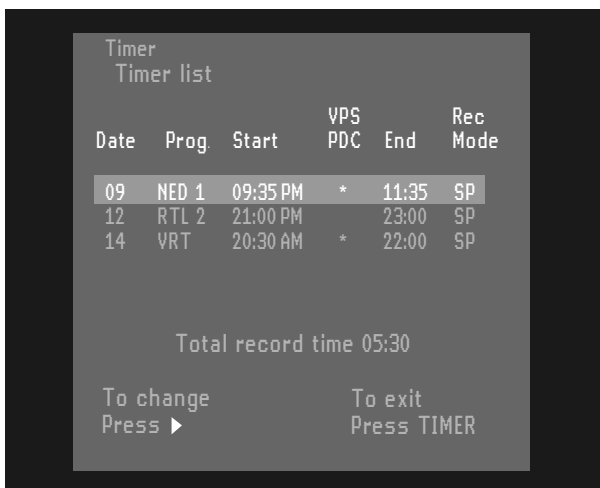 Timer
Timer list
VPS Rec
Date Prog. Start PDC End Mode
09 NED 1 09:35 PM * 11:35 SP
12 RTL 2 21:00 PM 23:00 SP
14 VRT 20:30 AM * 22:00 SP
Total record time 05:30
To change To exit
Press ▶ Press TIMER